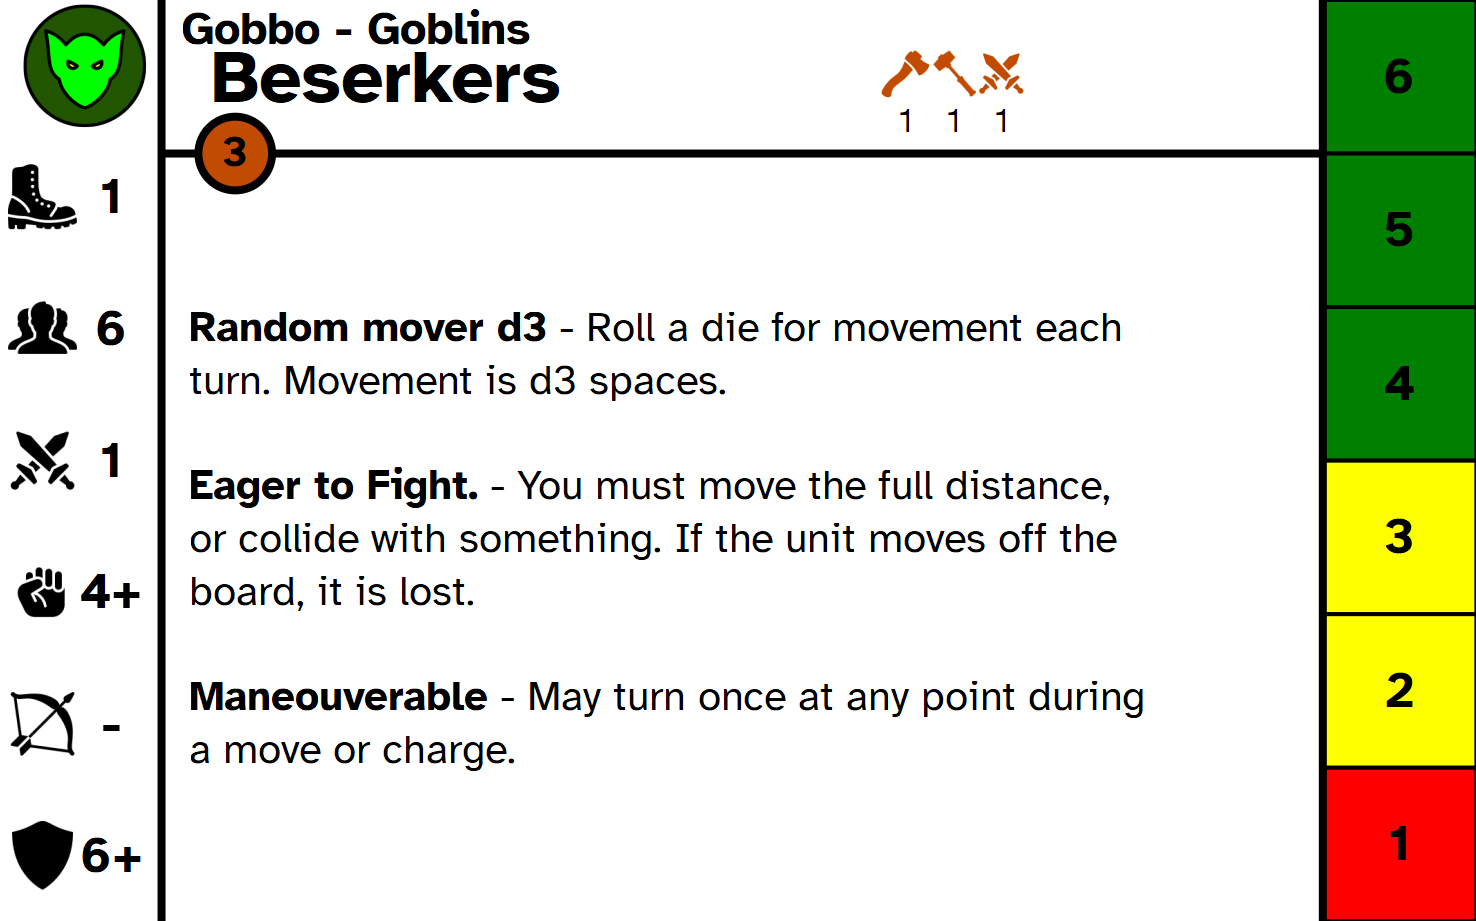 Gobbo - Goblins
Beserkers
1 1 1
3
1
6
1
4+
-
6+
Random mover d3 - Roll a die for movement each
turn. Movement is d3 spaces.
Eager to Fight. - You must move the full distance,
or collide with something. If the unit moves off the
board, it is lost.
Maneouverable - May turn once at any point during
a move or charge.
6
5
4
3
2
1